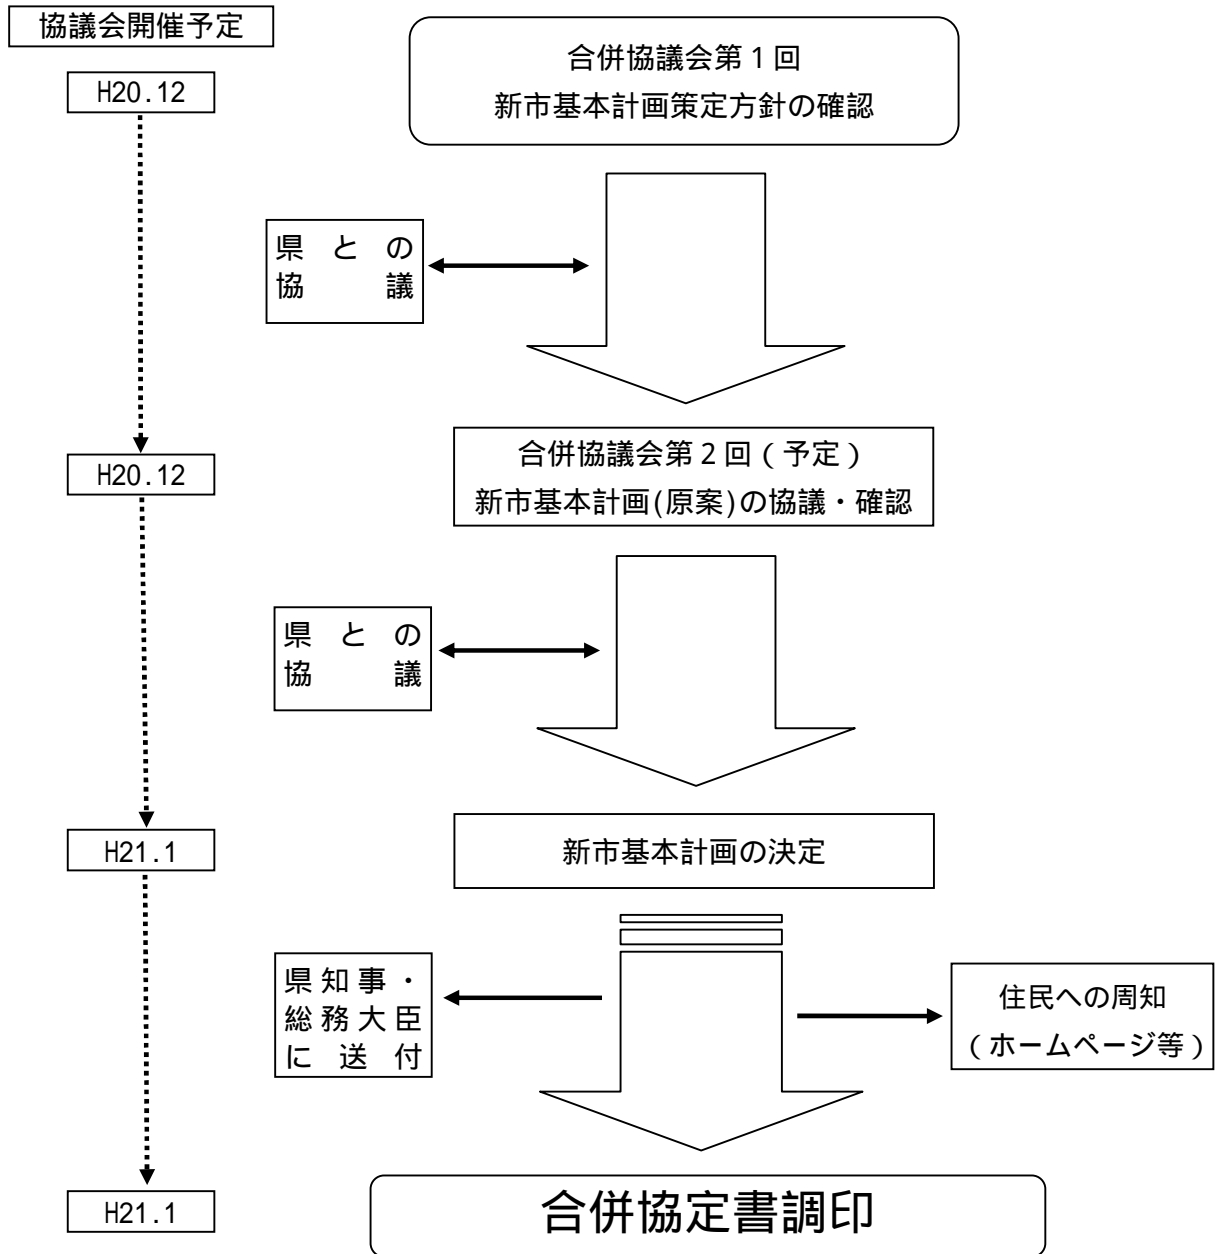 協議会開催予定
合併協議会第１回
新市基本計画策定方針の確認
H20.12
県との
協議
H20.12
合併協議会第２回（予定）
新市基本計画(原案)の協議・確認
県との
協議
H21.1
新市基本計画の決定
県知事・
総務大臣
に送付
住民への周知
（ホームページ等）
H21.1
合併協定書調印